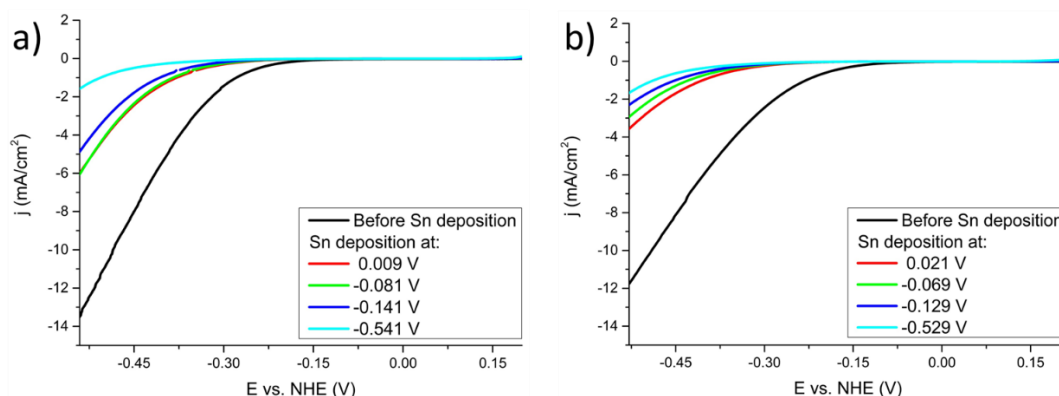 a)
2
0
-2
-4
-6
-8
-10
-12
-14
j (mA/cm²)
-0.45 -0.30 -0.15 0.00 0.15
E vs. NHE (V)
Before Sn deposition
Sn deposition at:
0.009 V
-0.081 V
-0.141 V
-0.541 V
b)
2
0
-2
-4
-6
-8
-10
-12
-14
j (mA/cm²)
-0.45 -0.30 -0.15 0.00 0.15
E vs. NHE (V)
Before Sn deposition
Sn deposition at:
0.021 V
-0.069 V
-0.129 V
-0.529 V